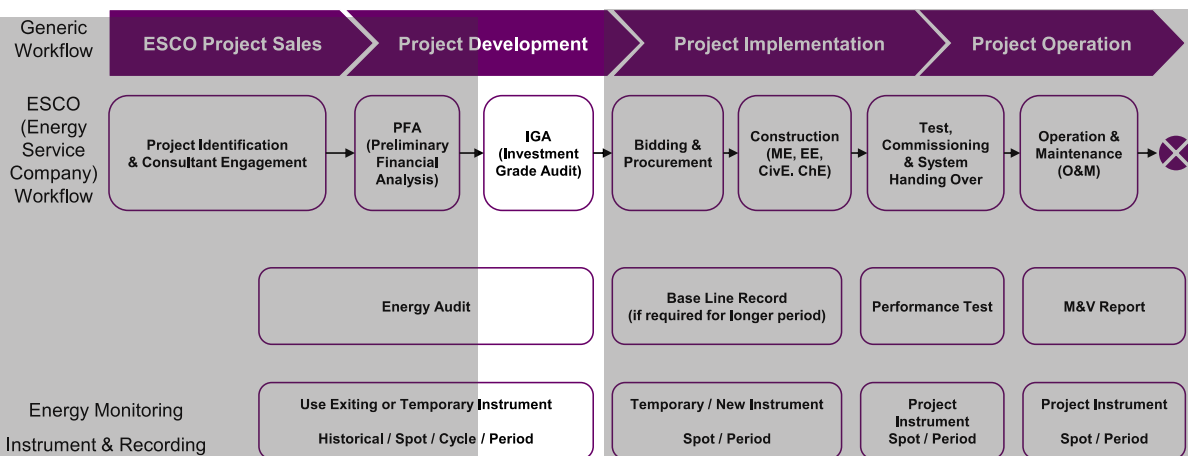 Generic
Workflow
ESCO Project Sales
Project Development
Project Implementation
Project Operation
ESCO
(Energy
Service
Company)
Workflow
Project Identification
& Consultant Engagement
PFA
(Preliminary
Financial
Analysis)
IGA
(Investment
Grade Audit)
Bidding &
Procurement
Construction
(ME, EE,
CivE. ChE)
Test,
Commissioning
& System
Handing Over
Operation &
Maintenance
(O&M)
Energy Audit
Base Line Record
(if required for longer period)
Performance Test
M&V Report
Energy Monitoring
Instrument & Recording
Use Exiting or Temporary Instrument
Historical / Spot / Cycle / Period
Temporary / New Instrument
Spot / Period
Project
Instrument
Spot / Period
Project Instrument
Spot / Period